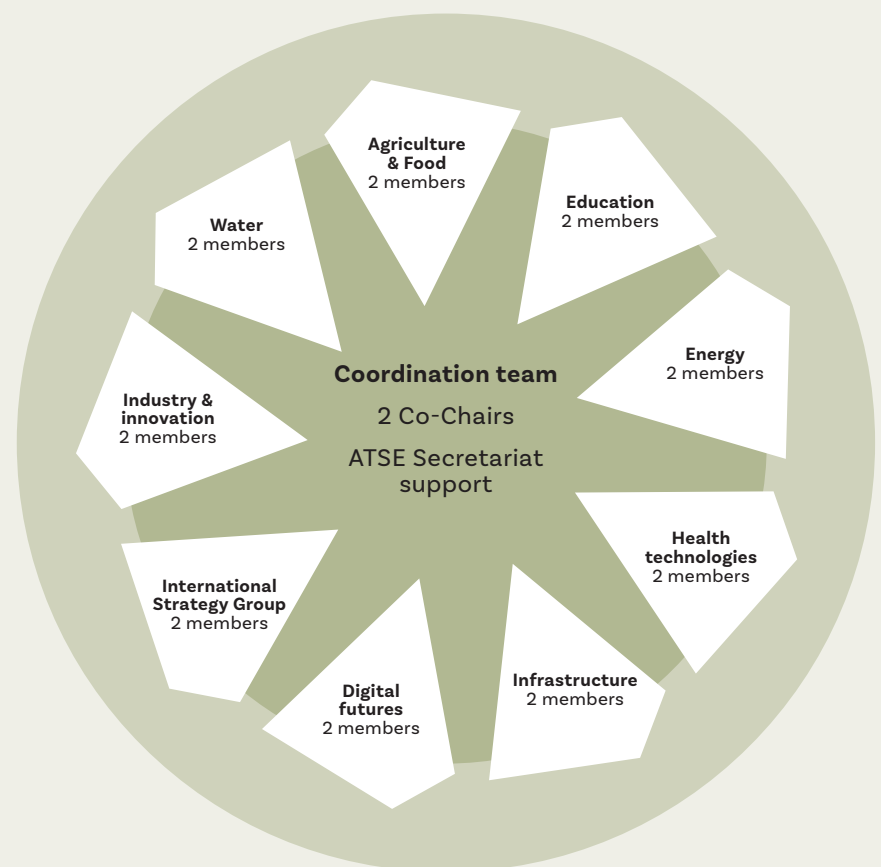 Agriculture
& Food
2 members
Education
2 members
Energy
2 members
Health
technologies
2 members
Infrastructure
2 members
Digital
futures
2 members
International
Strategy Group
2 members
Industry &
innovation
2 members
Water
2 members
Coordination team
2 Co-Chairs
ATSE Secretariat
support